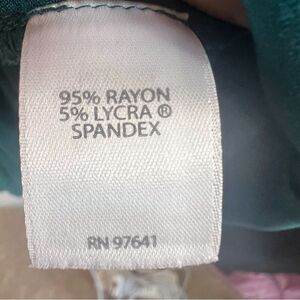 95% RAYON
5% LYCRA ®
SPANDEX
RN 97641